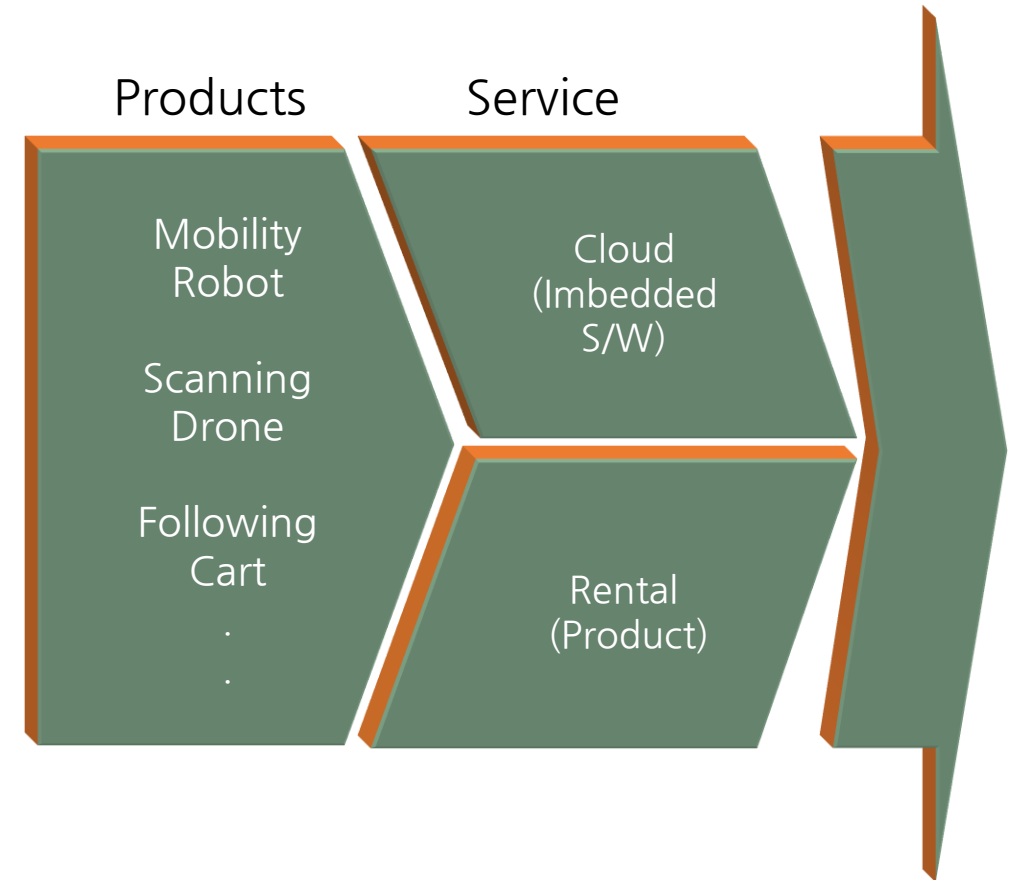 Products
Mobility
Robot
Scanning
Drone
Following
Cart
.
.
Service
Cloud
(Imbedded
S/W)
Rental
(Product)